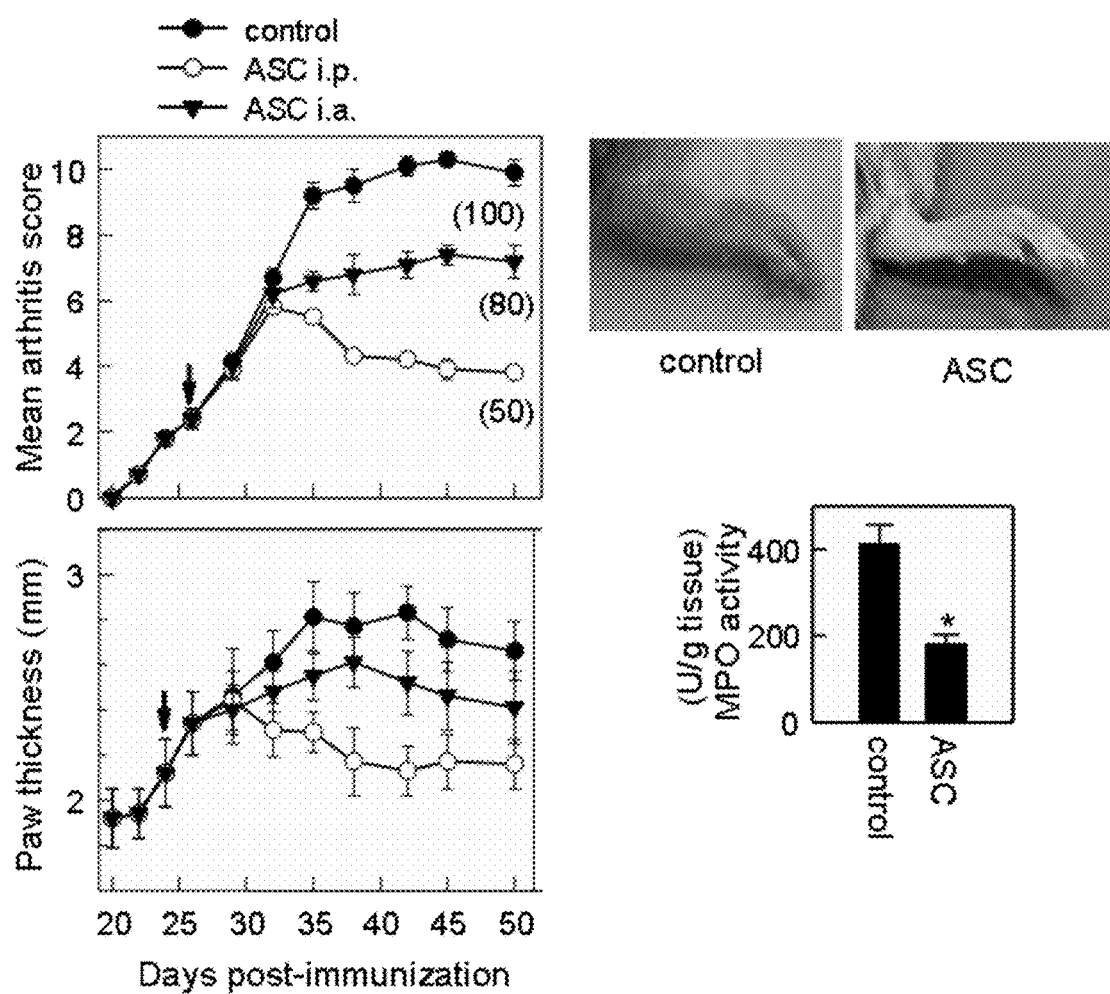 control
ASC i.p.
ASC i.a.
Mean arthritis score
10
8
6
4
2
0
(100)
(80)
(50)
Paw thickness (mm)
3
2
20 25 30 35 40 45 50
Days post-immunization
control
ASC
(U/g tissue)
MPO activity
400
200
0
*
control
ASC